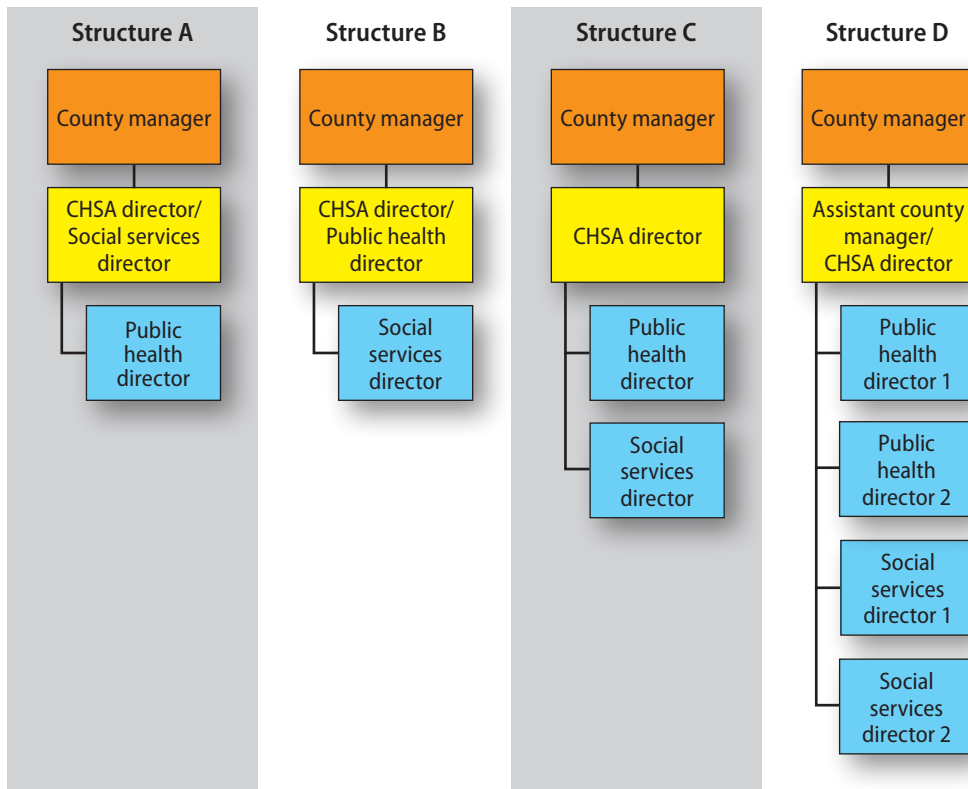 Structure A
County manager
CHSA director/
Social services
director
Public
health
director
Structure B
County manager
CHSA director/
Public health
director
Social
services
director
Structure C
County manager
CHSA director
Public
health
director
Social
services
director
Structure D
County manager
Assistant county
manager/
CHSA director
Public
health
director 1
Public
health
director 2
Social
services
director 1
Social
services
director 2